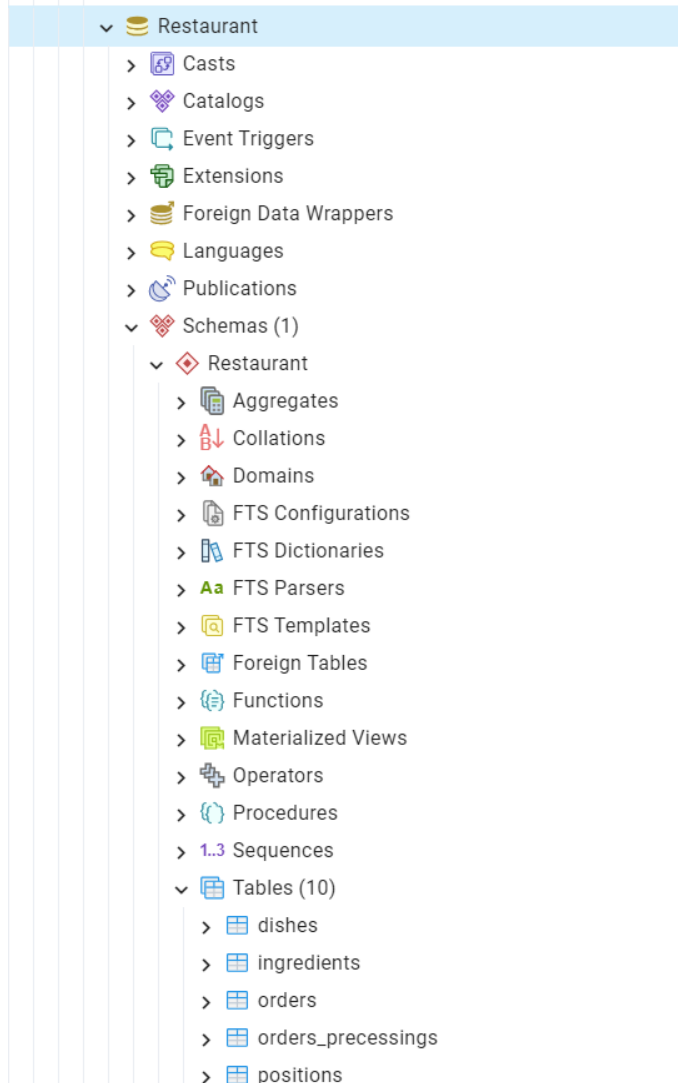 Restaurant
Casts
Catalogs
Event Triggers
Extensions
Foreign Data Wrappers
Languages
Publications
Schemas (1)
Restaurant
Aggregates
Collations
Domains
FTS Configurations
FTS Dictionaries
Aa FTS Parsers
FTS Templates
Foreign Tables
Functions
Materialized Views
Operators
Procedures
1..3 Sequences
Tables (10)
dishes
ingredients
orders
orders_precessings
positions